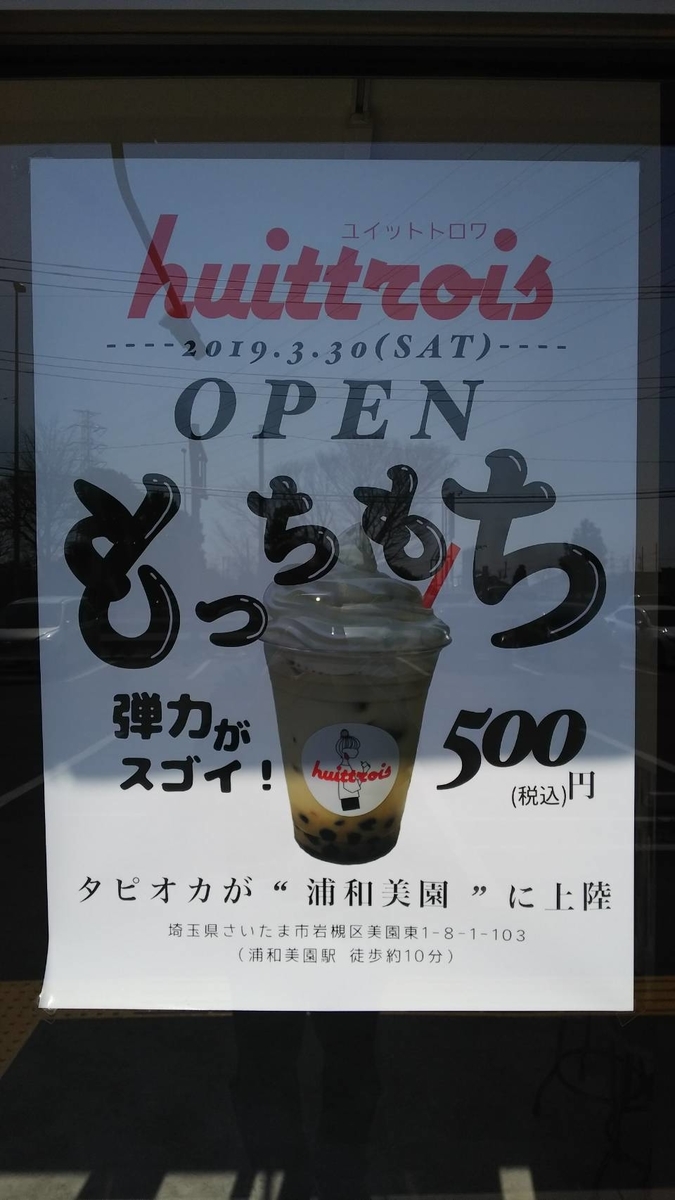 ユイットトロワ
huittrois
----2019.3.30(SAT)----
OPEN
もっちもち
弾力が
スゴイ!
huittrois
500
(税込)円
タピオカが“浦和美園”に上陸
埼玉県さいたま市岩槻区美園東1-8-1-103
(浦和美園駅 徒歩約10分)